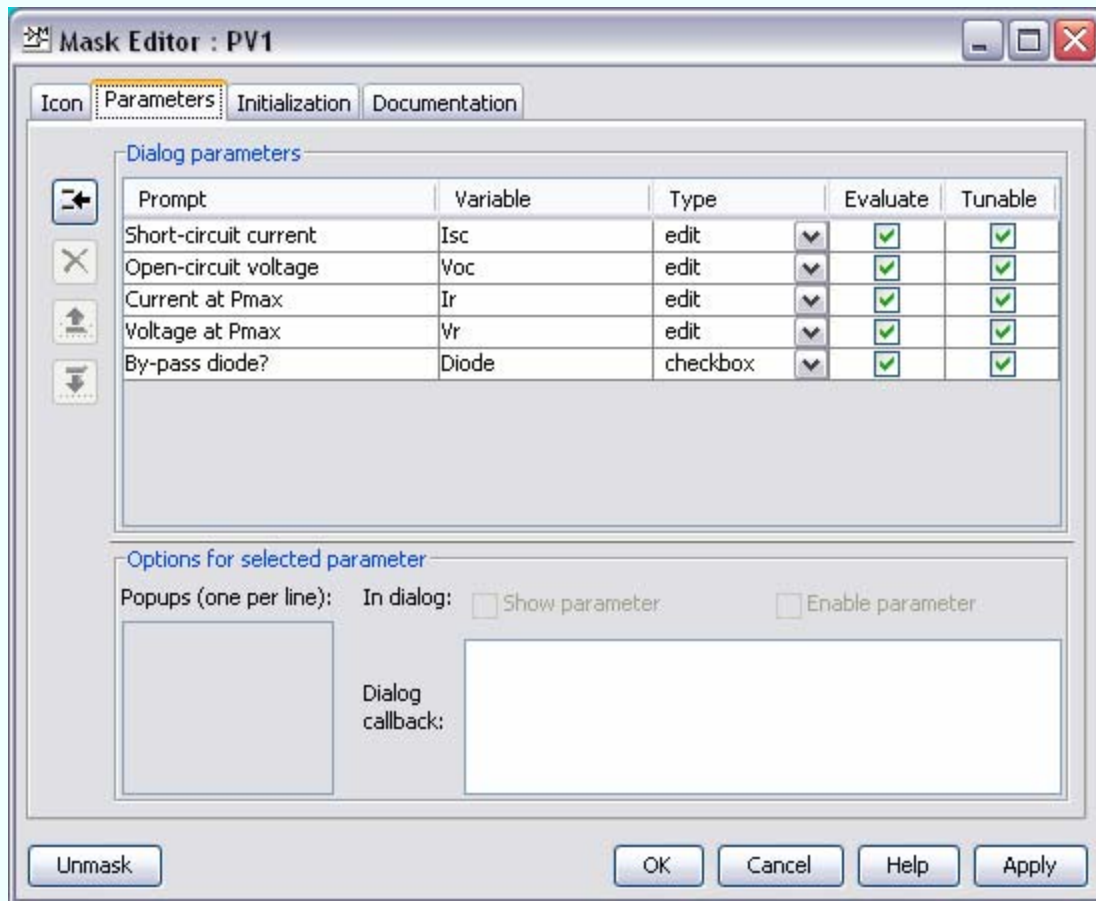 Mask Editor : PV1
Icon Parameters Initialization Documentation
Dialog parameters
Prompt Variable Type Evaluate Tunable
Short-circuit current Isc edit
Open-circuit voltage Voc edit
Current at Pmax Ir edit
Voltage at Pmax Vr edit
By-pass diode? Diode checkbox
Options for selected parameter
Popups (one per line): In dialog: Show parameter Enable parameter
Dialog
callback:
Unmask OK Cancel Help Apply